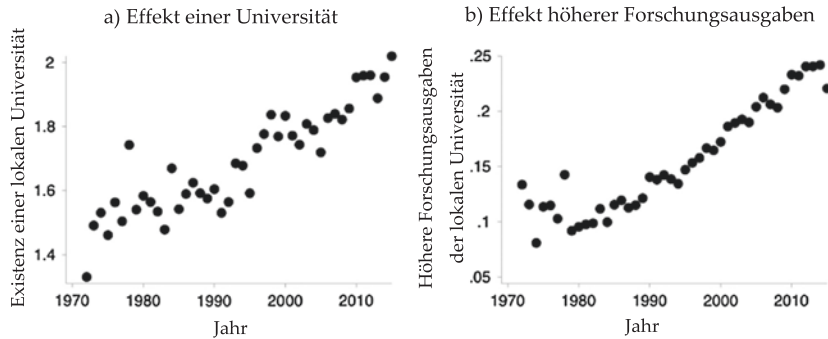 a) Effekt einer Universität
Existenz einer lokalen Universität
2
1.8
1.6
1.4
1970
1980
1990
2000
2010
Jahr
b) Effekt höherer Forschungsausgaben
Höhere Forschungsausgaben
der lokalen Universität
.25
.2
.15
.1
.05
1970
1980
1990
2000
2010
Jahr